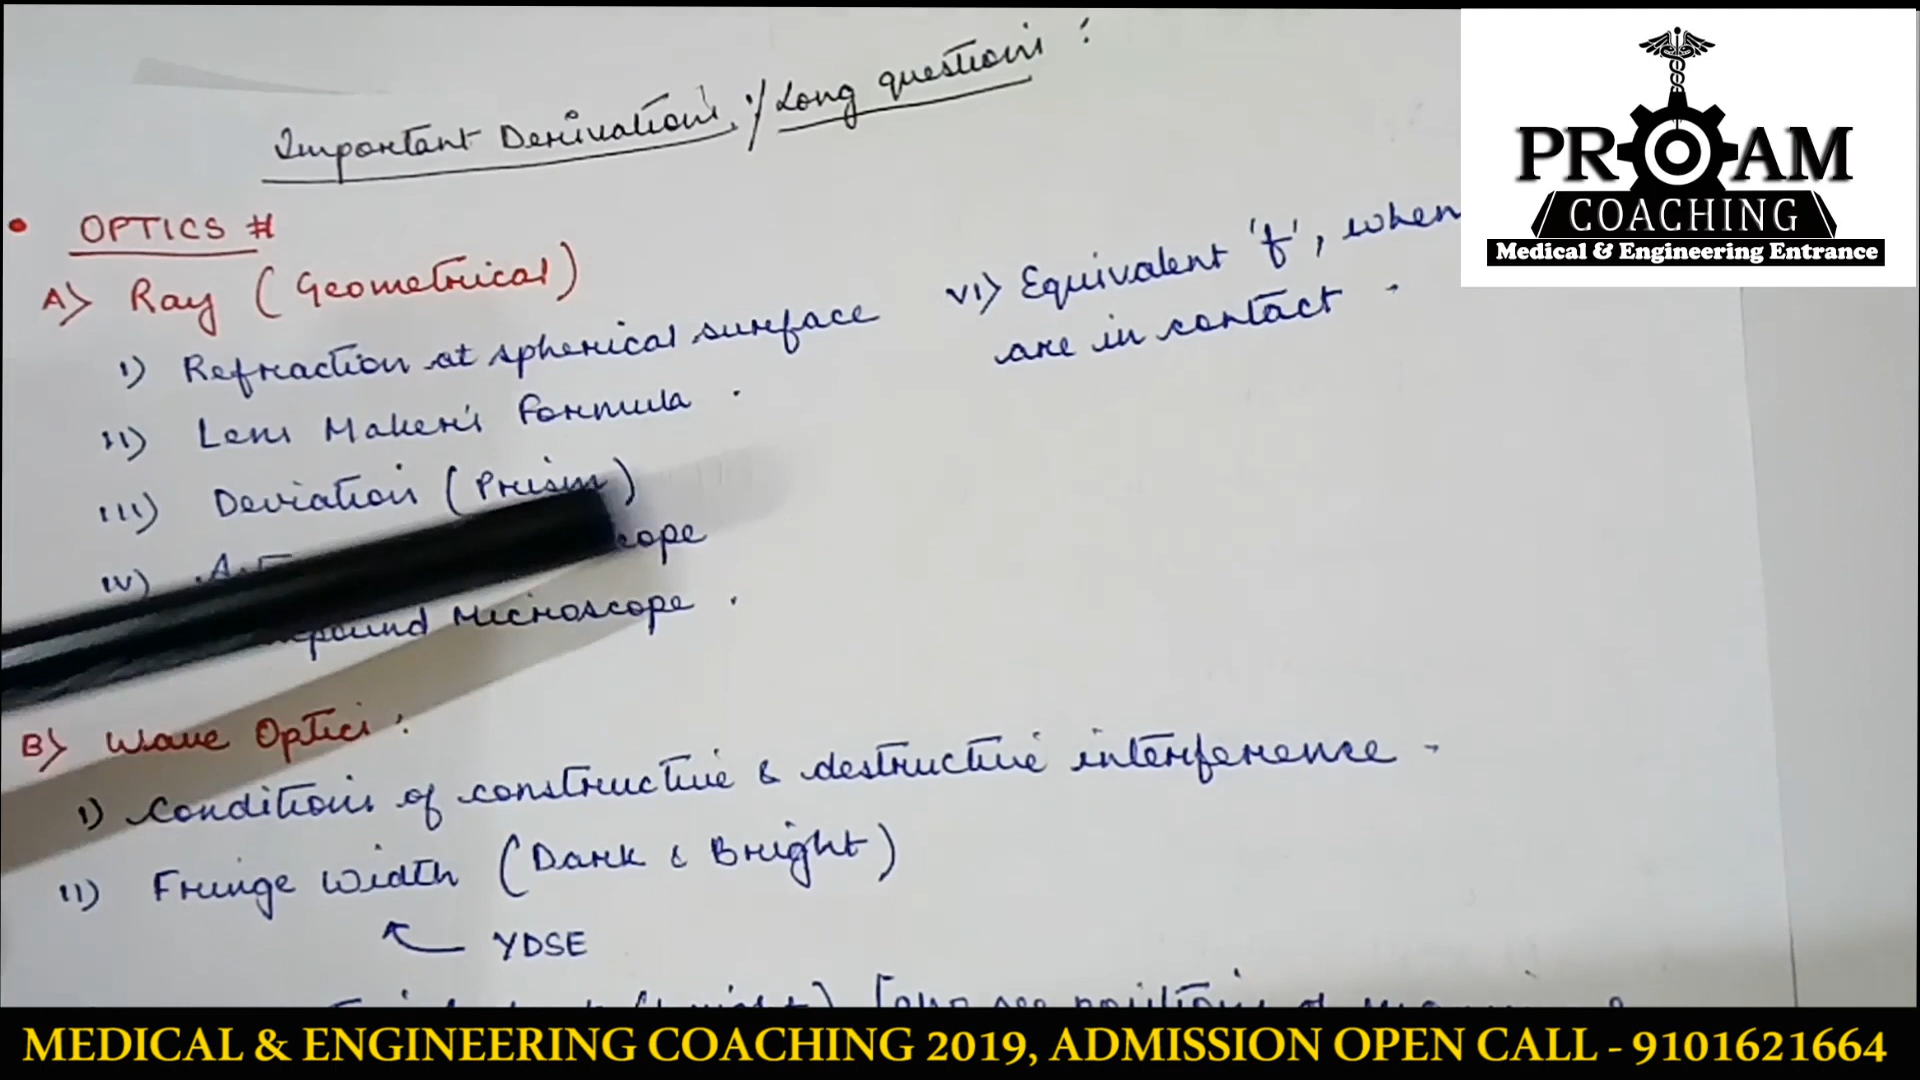 Important Derivations / Long questions :
• OPTICS #
A) Ray (Geometrical)
i) Refraction at spherical surface
ii) Lens Maker's Formula .
iii) Deviation (Prism)
iv)
Microscope .
vi) Equivalent 'f', when
are in contact .
B) Wave Optics :
i) Conditions of constructive & destructive interference .
ii) Fringe width (Dark & Bright)
YDSE
PROAM
COACHING
Medical & Engineering Entrance
MEDICAL & ENGINEERING COACHING 2019, ADMISSION OPEN CALL - 9101621664